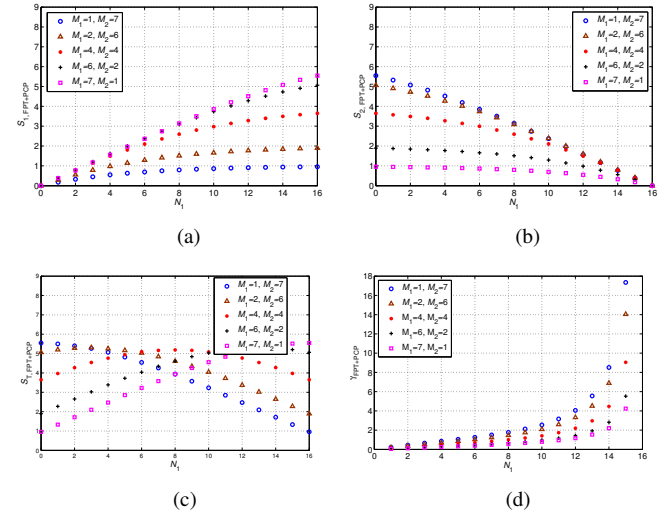 9
8
7
6
5
4
3
2
1
0
S1, FPT+PCP
M1=1, M2=7
M1=2, M2=6
M1=4, M2=4
M1=6, M2=2
M1=7, M2=1
0 2 4 6 8 10 12 14 16
N1
(a)
9
8
7
6
5
4
3
2
1
0
S2, FPT+PCP
M1=1, M2=7
M1=2, M2=6
M1=4, M2=4
M1=6, M2=2
M1=7, M2=1
0 2 4 6 8 10 12 14 16
N1
(b)
9
8
7
6
5
4
3
2
1
0
ST, FPT+PCP
M1=1, M2=7
M1=2, M2=6
M1=4, M2=4
M1=6, M2=2
M1=7, M2=1
0 2 4 6 8 10 12 14 16
N1
(c)
18
16
14
12
10
8
6
4
2
0
γFPT+PCP
M1=1, M2=7
M1=2, M2=6
M1=4, M2=4
M1=6, M2=2
M1=7, M2=1
0 2 4 6 8 10 12 14 16
N1
(d)